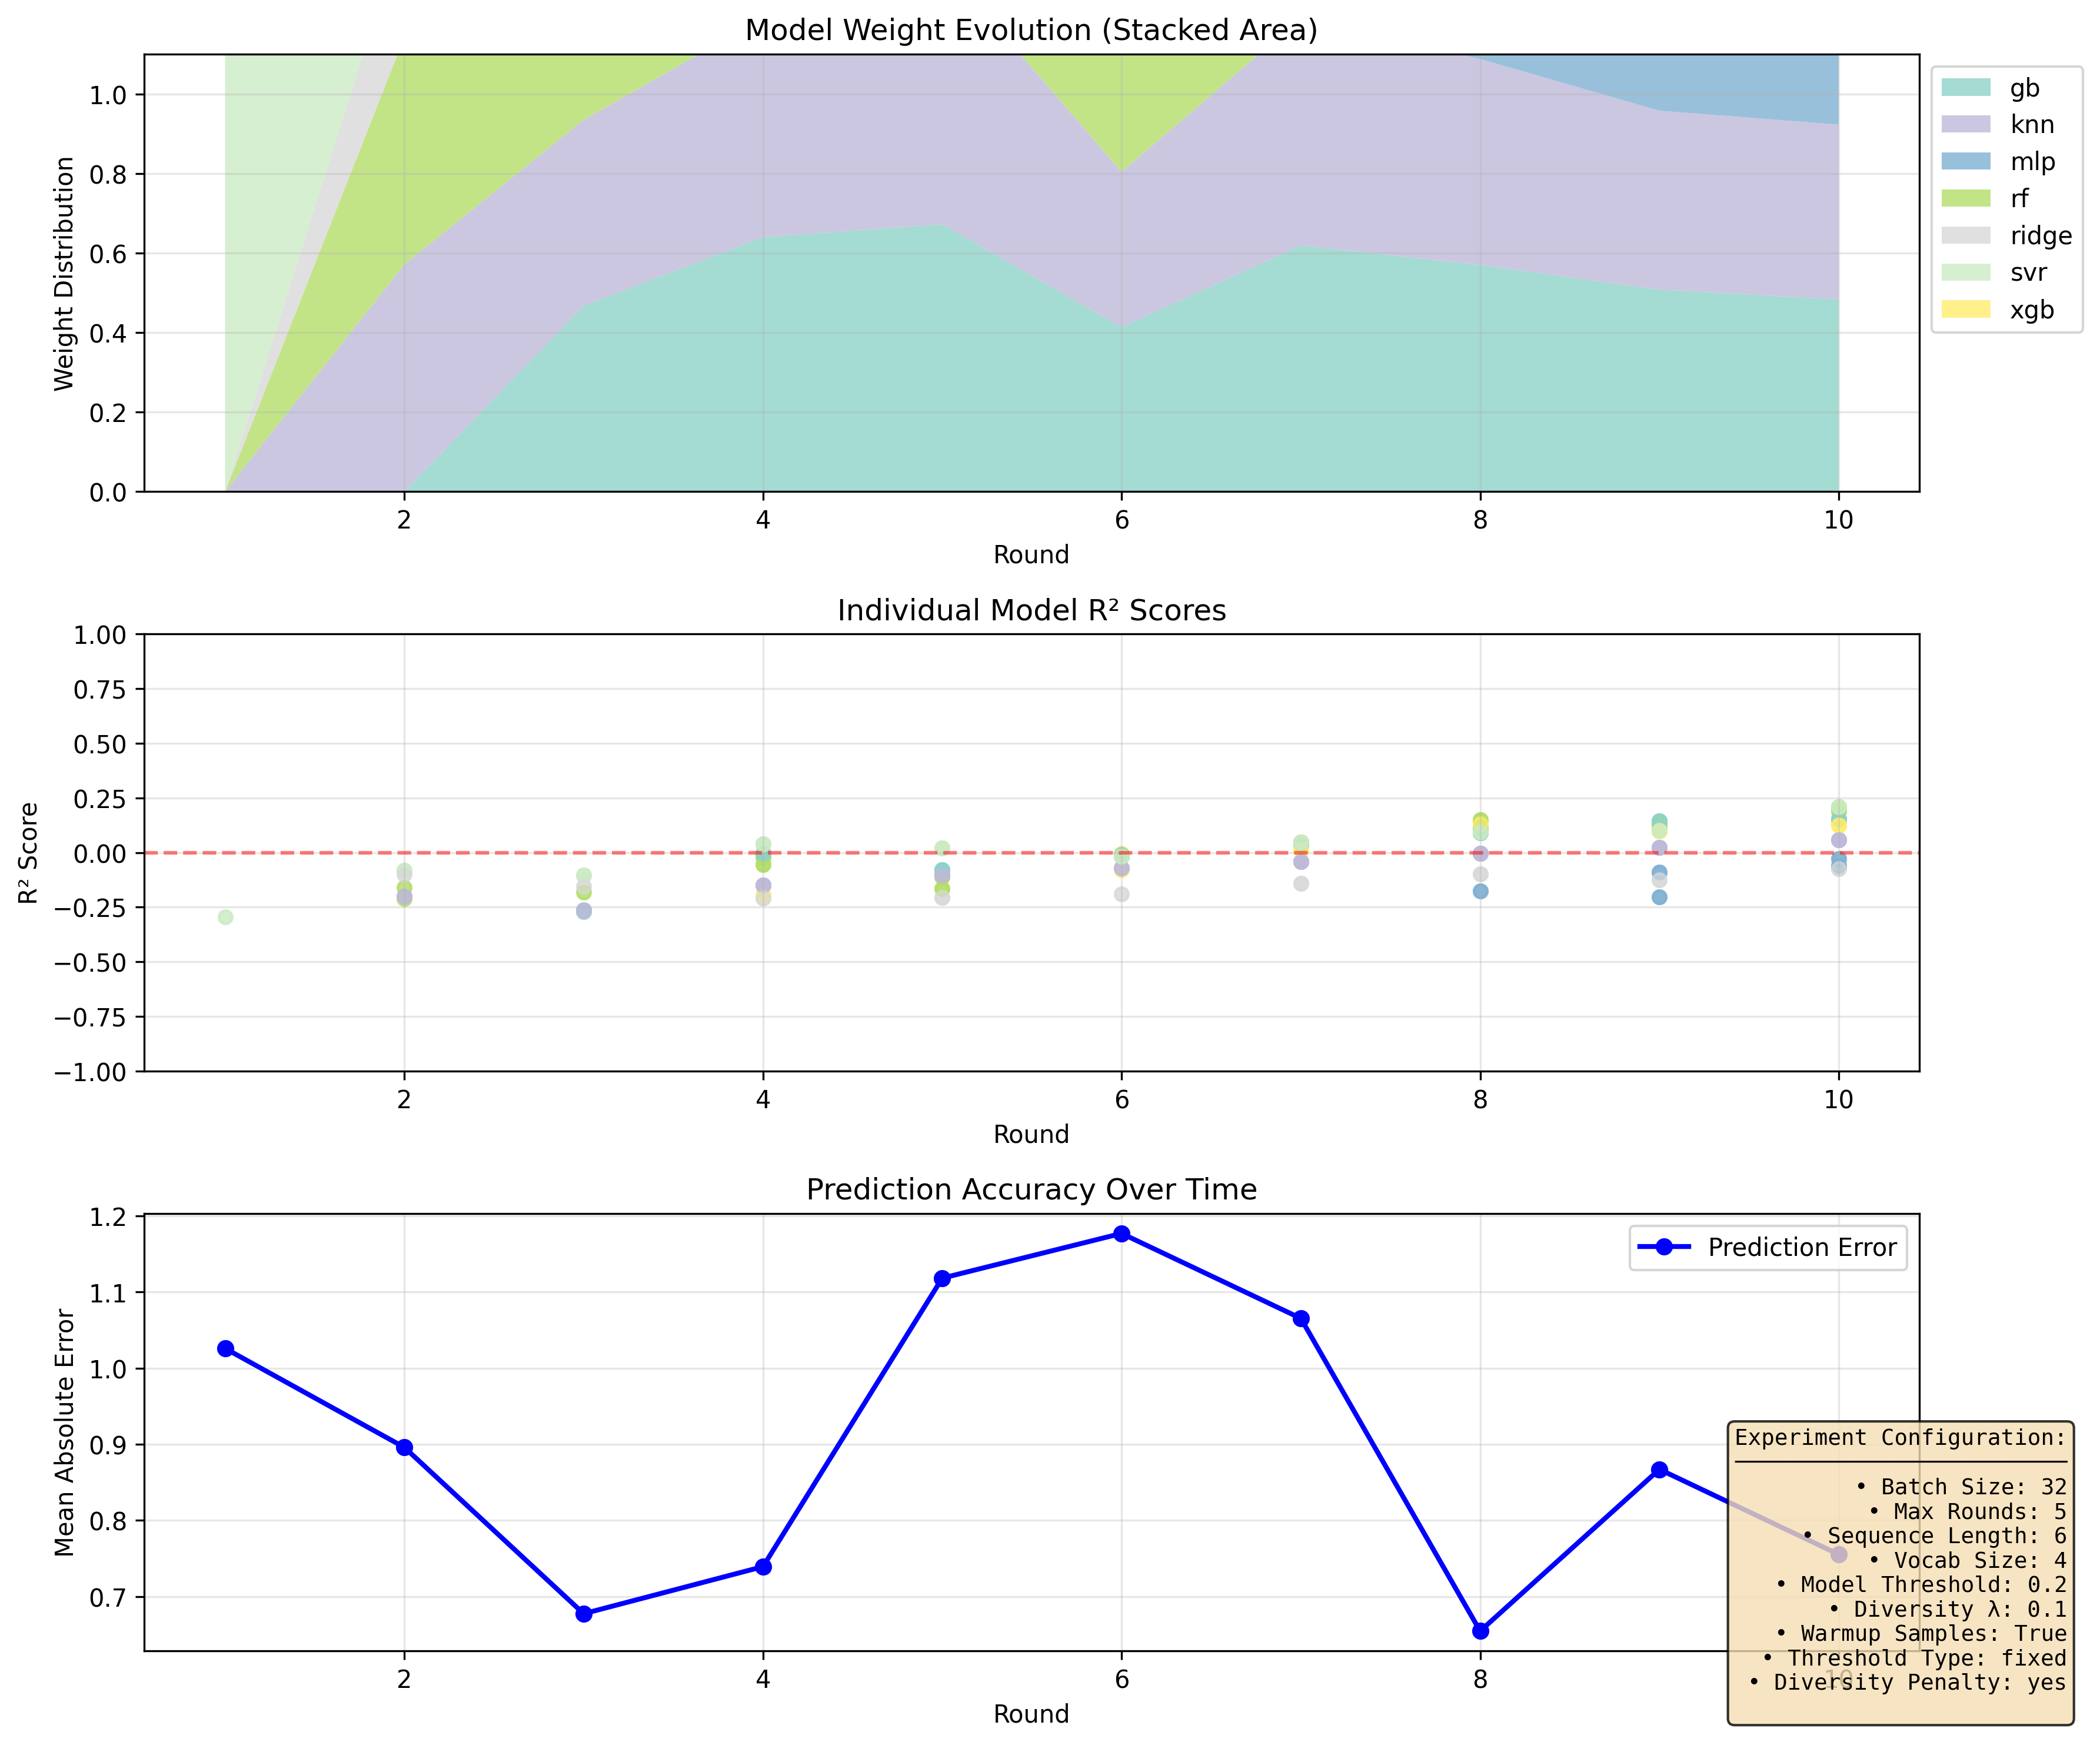 Model Weight Evolution (Stacked Area)
Weight Distribution
1.0
0.8
0.6
0.4
0.2
0.0
2 4 6 8 10
Round
gb
knn
mlp
rf
ridge
svr
xgb
Individual Model R² Scores
R² Score
1.00
0.75
0.50
0.25
0.00
−0.25
−0.50
−0.75
−1.00
2 4 6 8 10
Round
Prediction Accuracy Over Time
Mean Absolute Error
1.2
1.1
1.0
0.9
0.8
0.7
2 4 6 8 10
Round
Prediction Error
Experiment Configuration:
• Batch Size: 32
• Max Rounds: 5
• Sequence Length: 6
• Vocab Size: 4
• Model Threshold: 0.2
• Diversity λ: 0.1
• Warmup Samples: True
• Threshold Type: fixed
• Diversity Penalty: yes